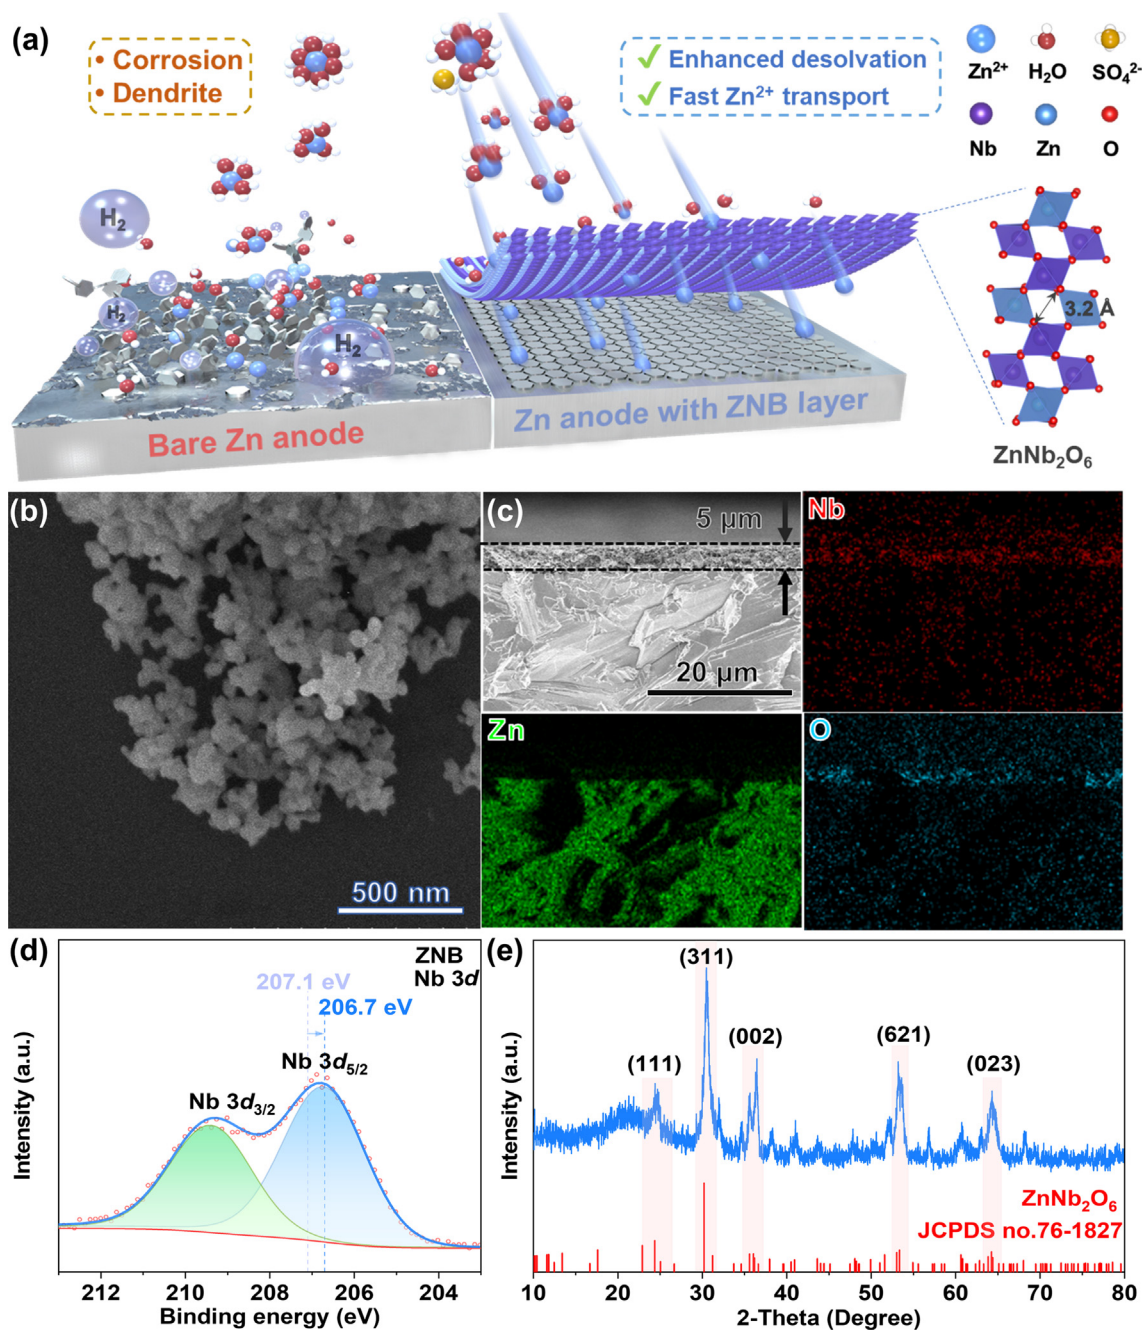 (a)
• Corrosion
• Dendrite
✓ Enhanced desolvation
✓ Fast Zn²⁺ transport
Zn²⁺ H₂O SO₄²⁻
Nb Zn O
H₂
H₂
H₂
3.2 Å
Bare Zn anode
Zn anode with ZNB layer
ZnNb₂O₆
(b)
500 nm
(c)
5 μm
20 μm
Nb
Zn
O
(d)
ZNB
Nb 3d
207.1 eV
206.7 eV
Nb 3d₅/₂
Nb 3d₃/₂
Intensity (a.u.)
212 210 208 206 204
Binding energy (eV)
(e)
(311)
(111)
(002)
(621)
(023)
Intensity (a.u.)
ZnNb₂O₆
JCPDS no.76-1827
10 20 30 40 50 60 70 80
2-Theta (Degree)